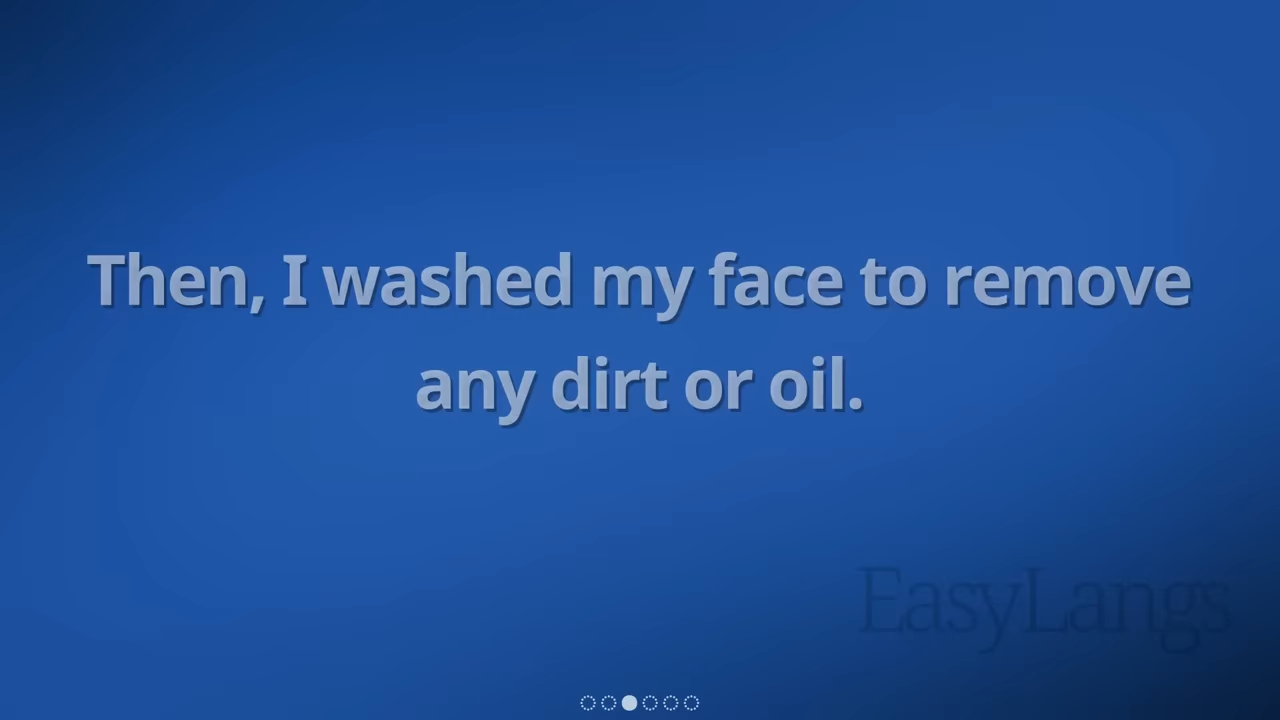 Then, I washed my face to remove
any dirt or oil.
EasyLangs